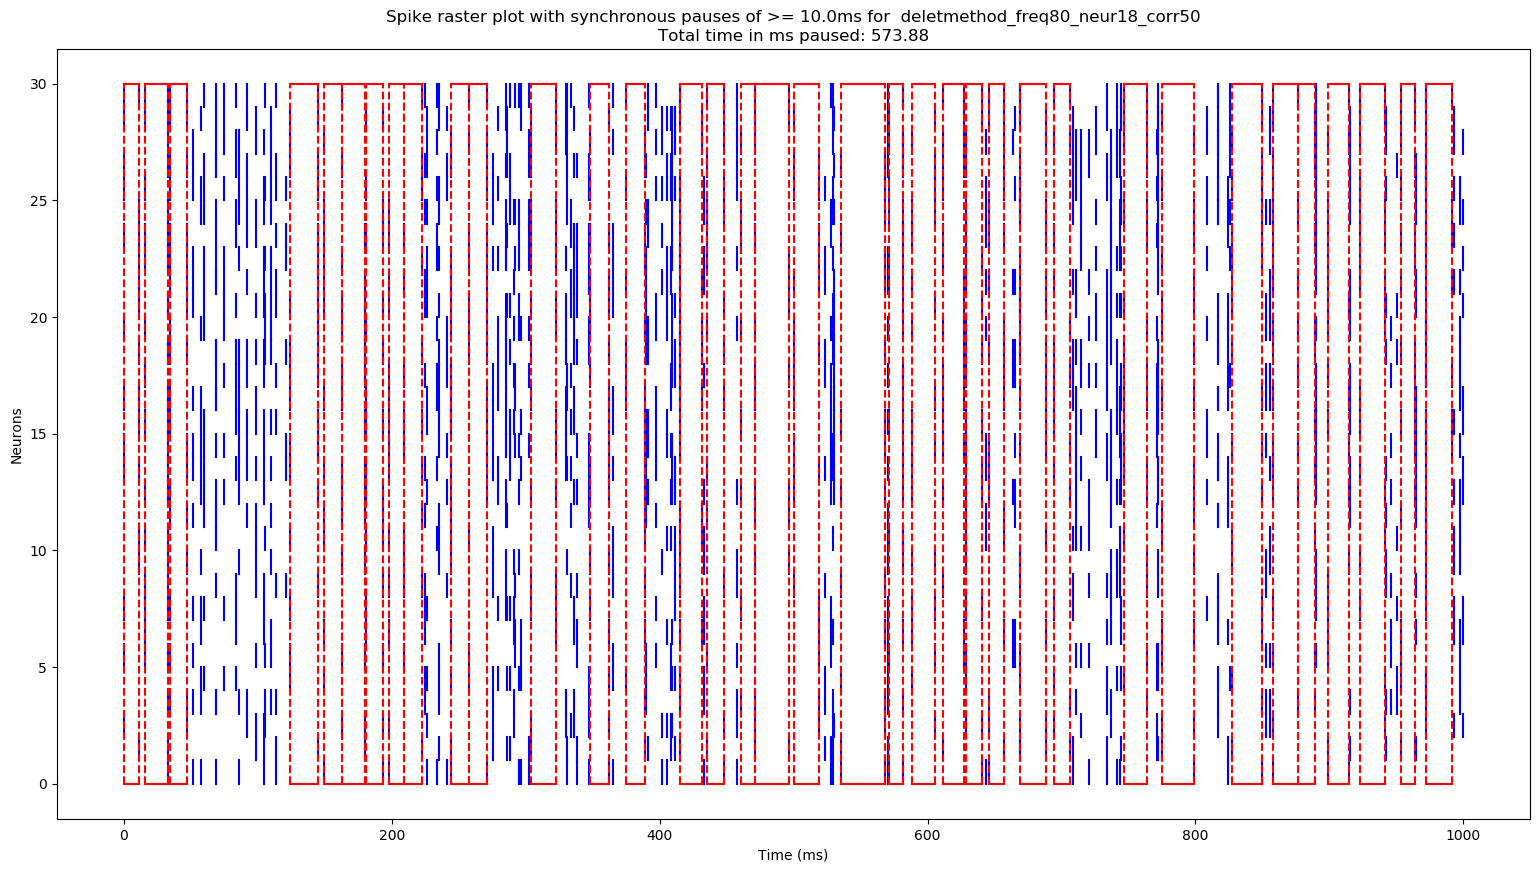 Spike raster plot with synchronous pauses of >= 10.0ms for  deletmethod_freq80_neur18_corr50
Total time in ms paused: 573.88
30
25
20
15
10
5
0
Neurons
0 200 400 600 800 1000
Time (ms)